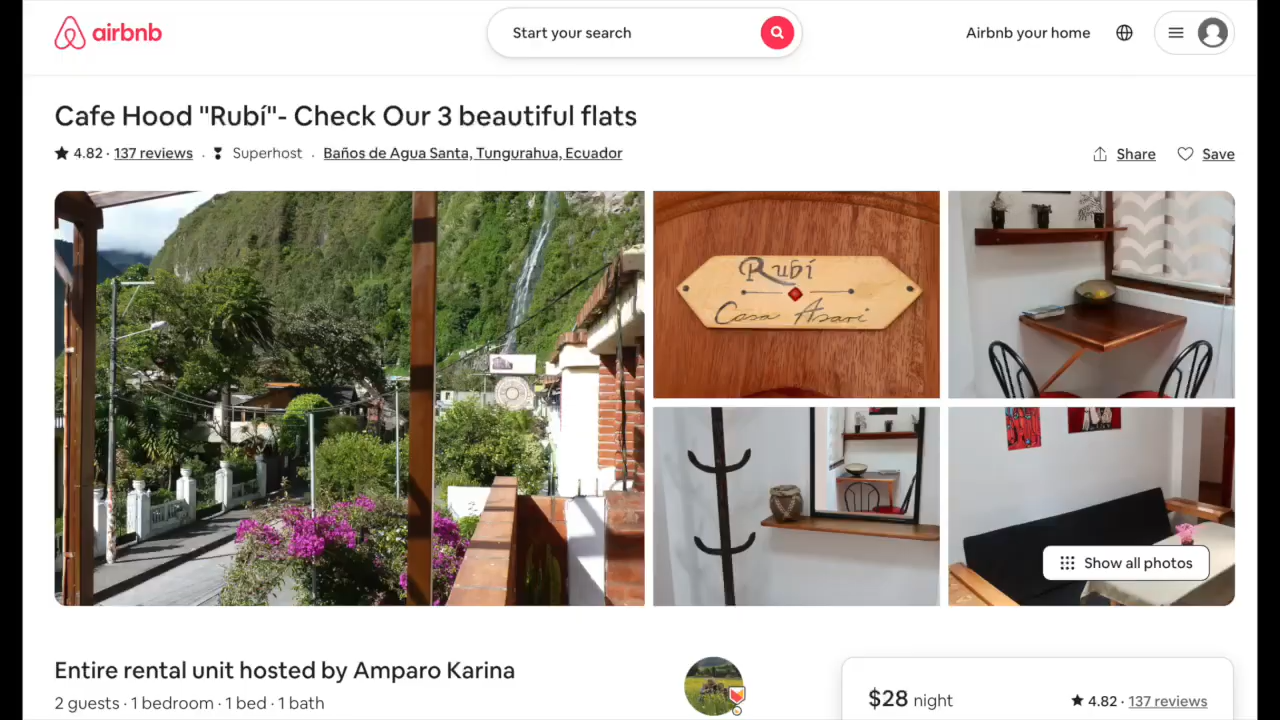 airbnb
Start your search
Airbnb your home
Cafe Hood "Rubí"- Check Our 3 beautiful flats
4.82 · 137 reviews · Superhost · Baños de Agua Santa, Tungurahua, Ecuador
Share
Save
Rubí
Casa Asari
Show all photos
Entire rental unit hosted by Amparo Karina
2 guests · 1 bedroom · 1 bed · 1 bath
$28 night
4.82 · 137 reviews